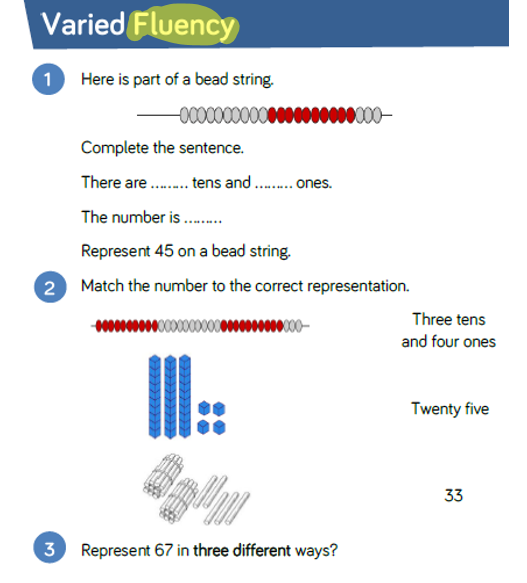 Varied Fluency
1 Here is part of a bead string.
Complete the sentence.
There are ......... tens and ......... ones.
The number is .........
Represent 45 on a bead string.
2 Match the number to the correct representation.
Three tens
and four ones
Twenty five
33
3 Represent 67 in three different ways?